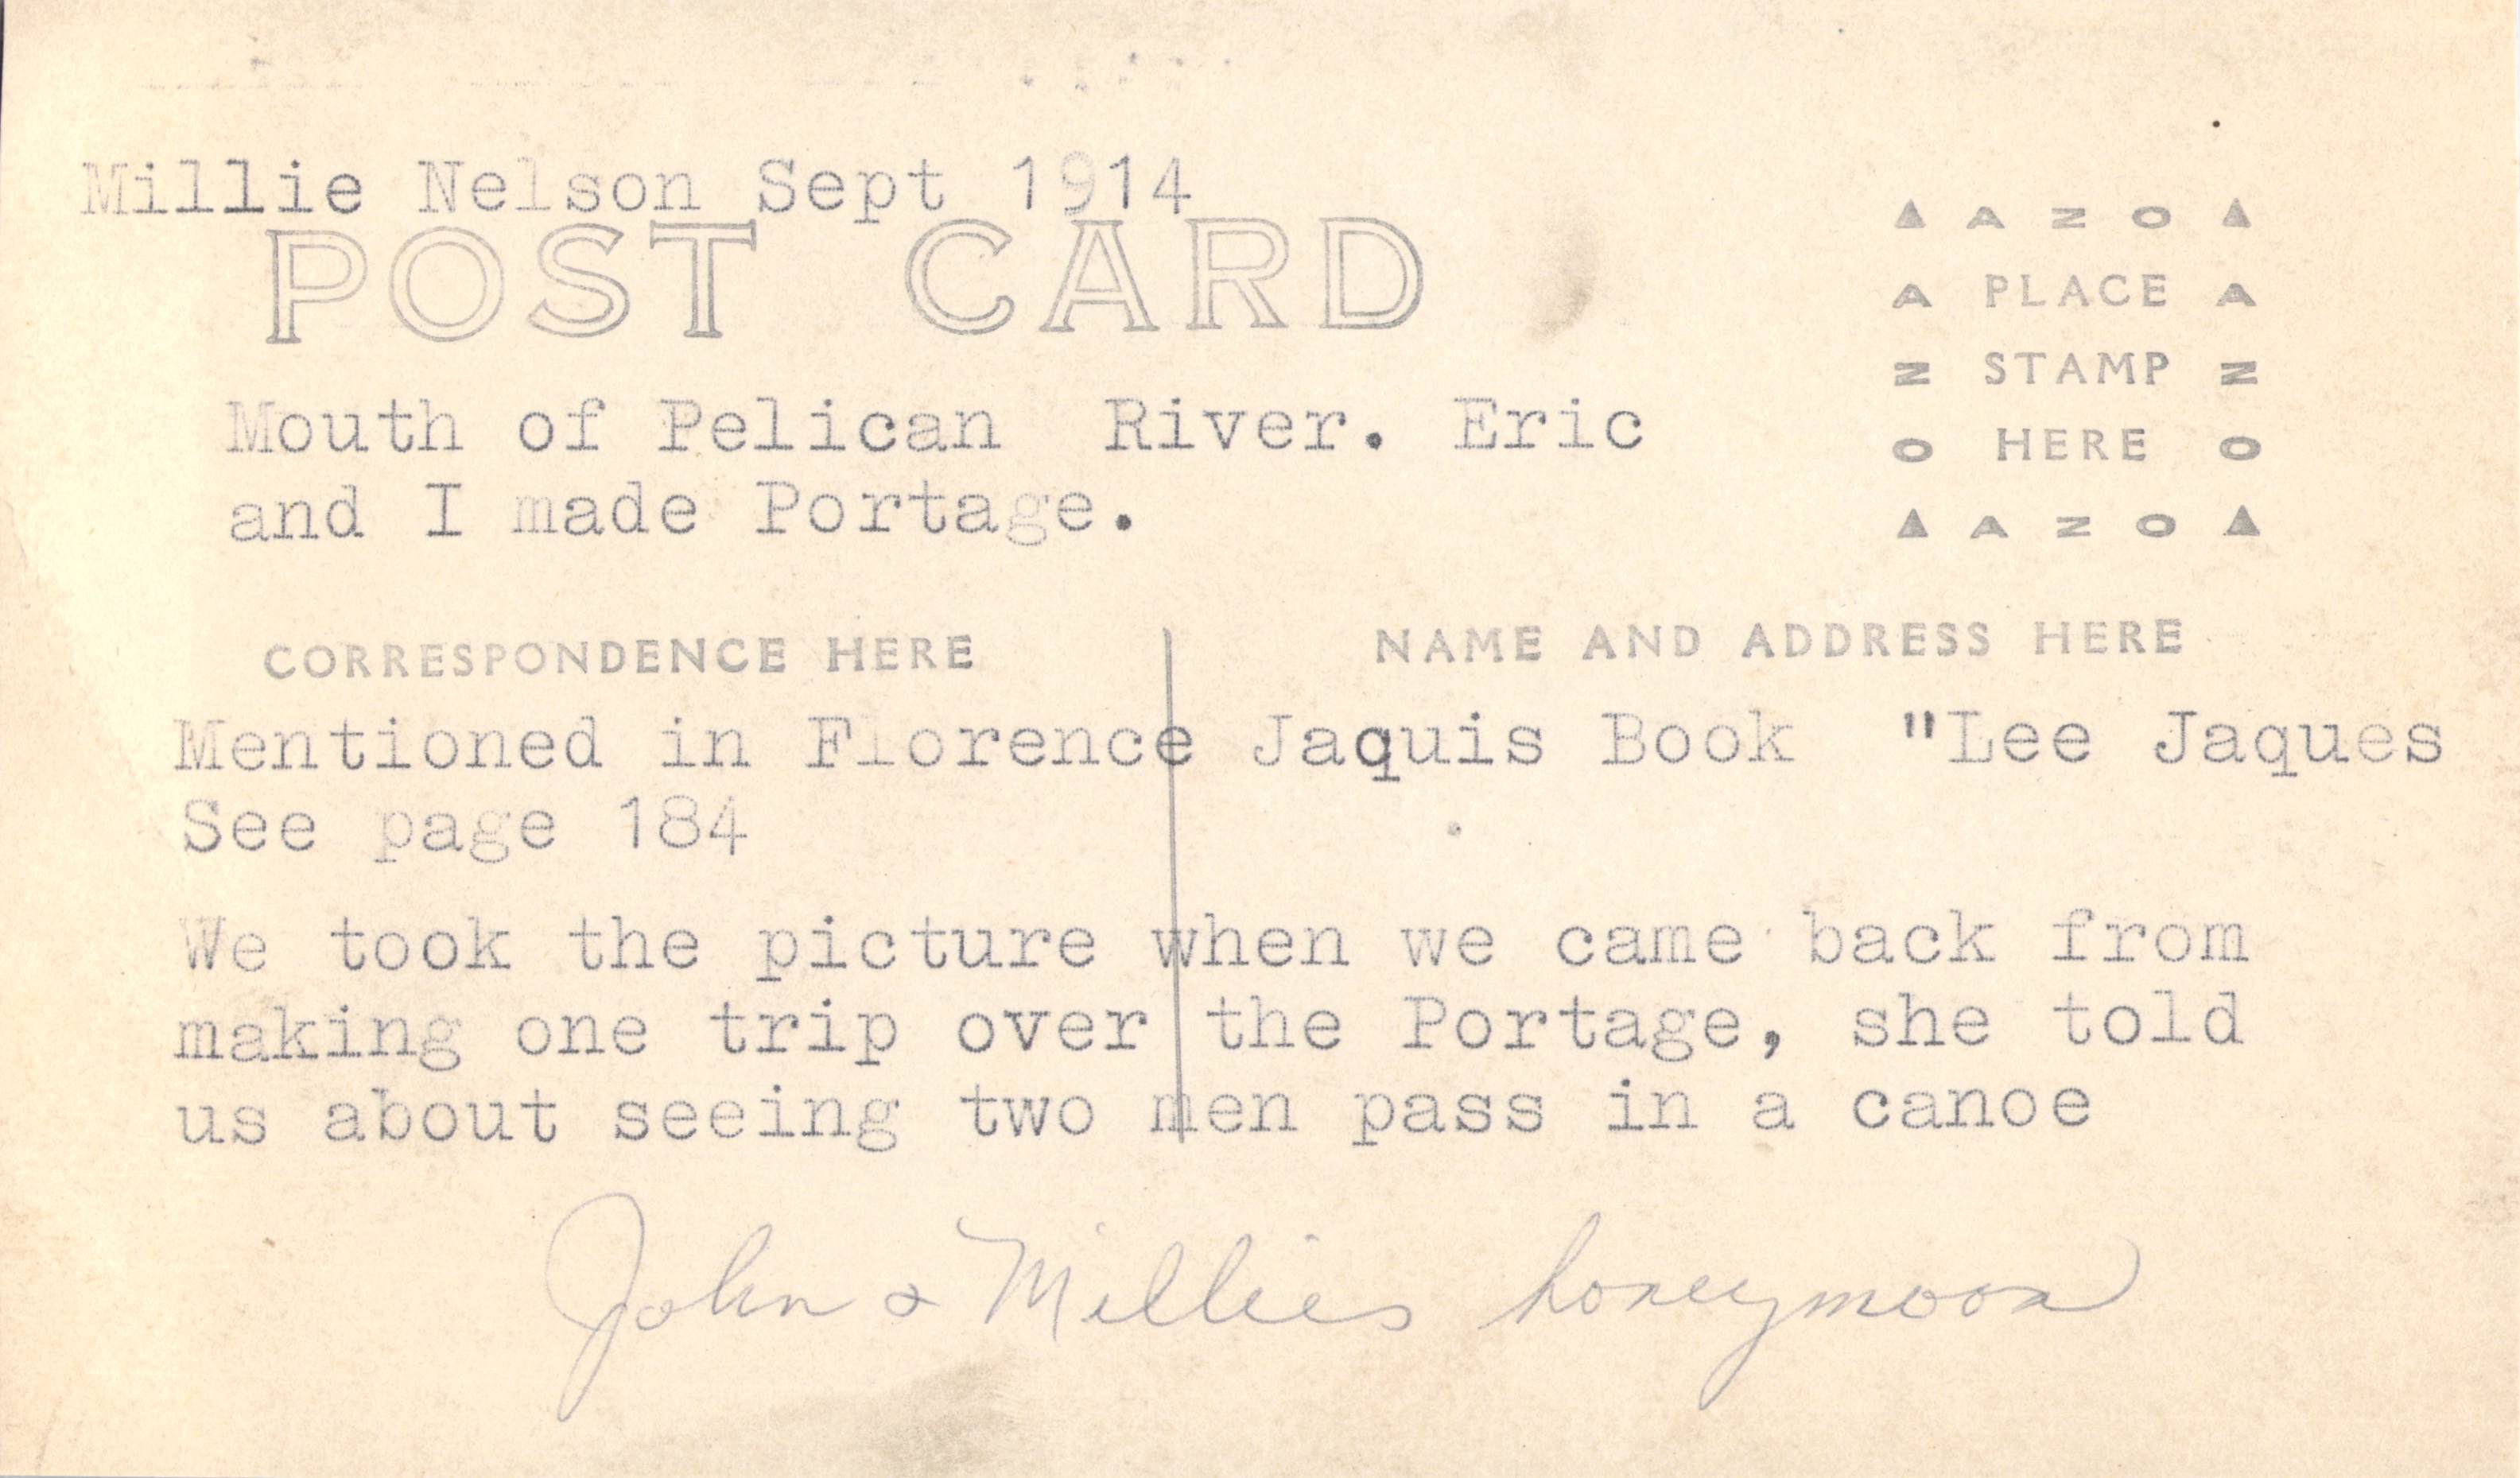 Millie Nelson Sept 1914
POST CARD
AZO
A PLACE A
Z STAMP Z
O HERE O
AZO
Mouth of Pelican River. Eric
and I made Portage.
CORRESPONDENCE HERE
NAME AND ADDRESS HERE
Mentioned in Florence Jaquis Book "Lee Jaques
See page 184
We took the picture when we came back from
making one trip over the Portage, she told
us about seeing two men pass in a canoe
John & Millies honeymoon